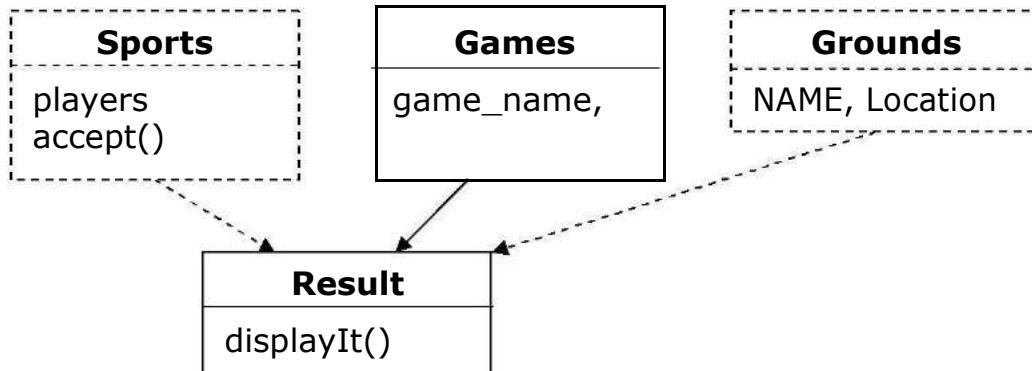 Sports
players
accept()
Games
game_name,
Grounds
NAME, Location
Result
displayIt()